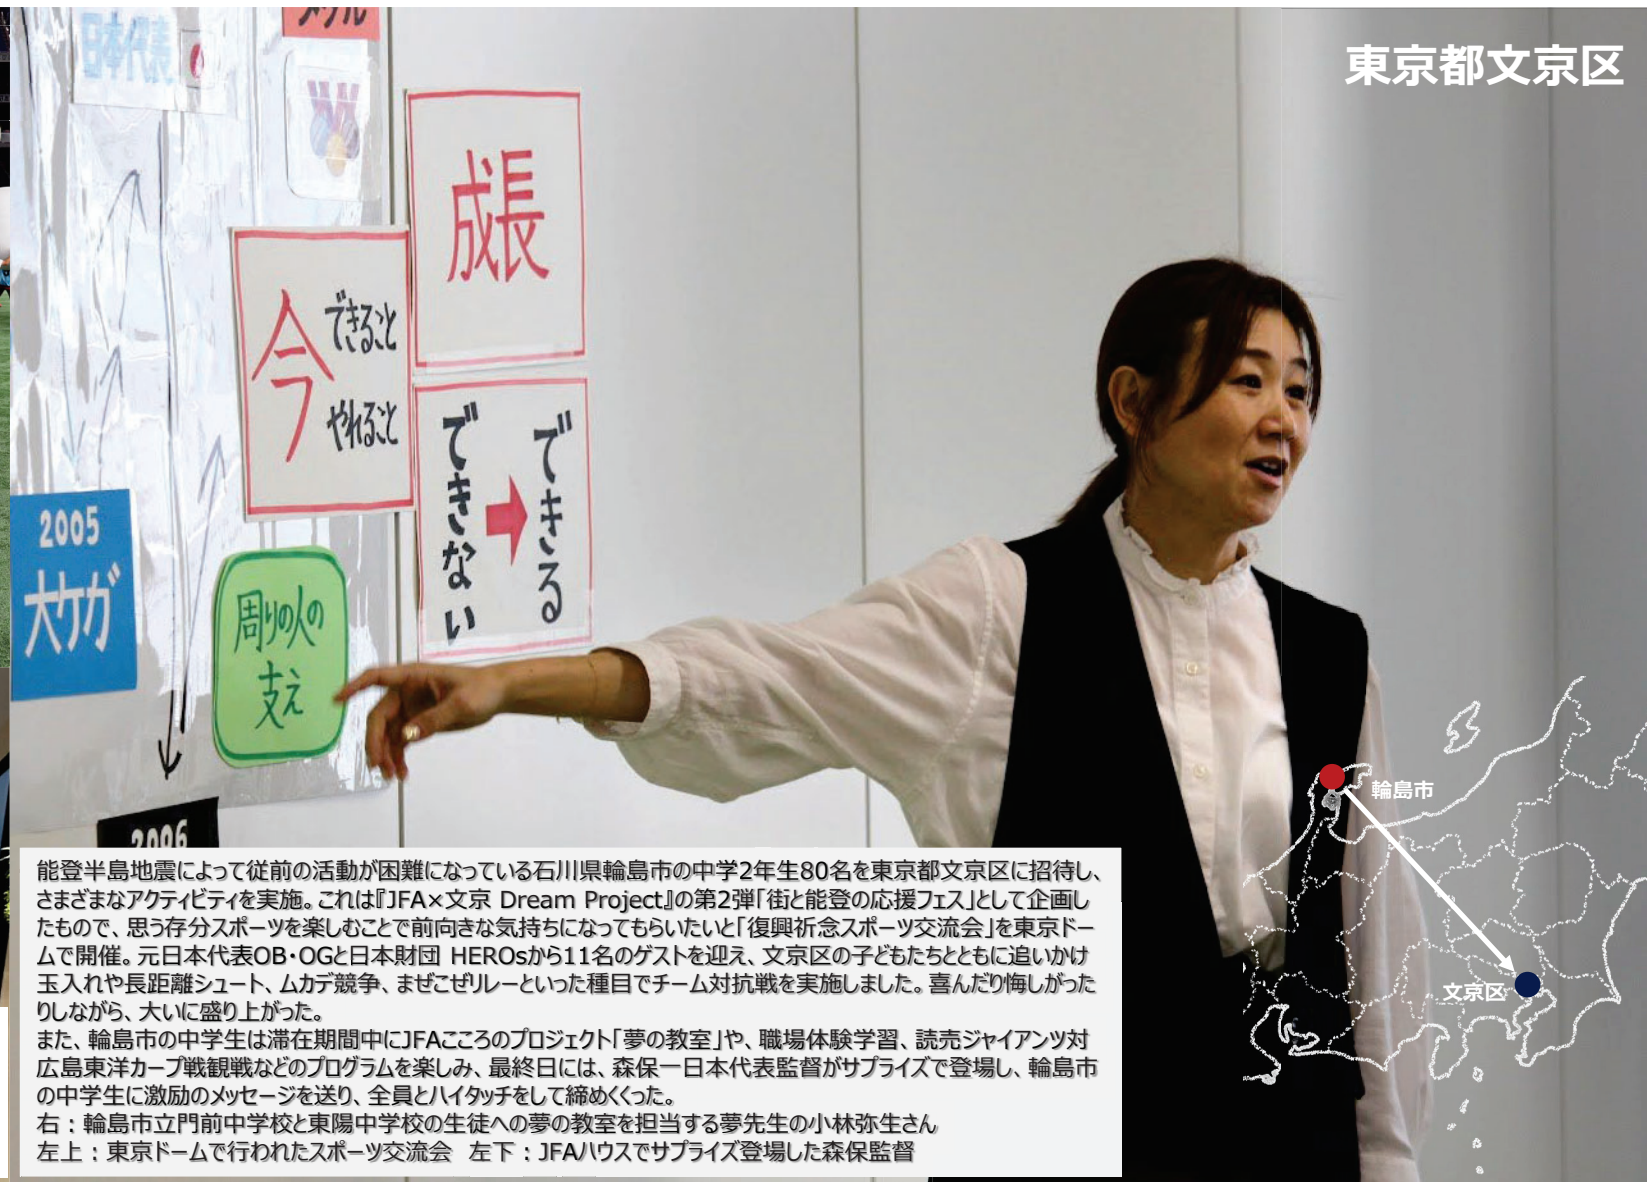 東京都文京区
メダル
日本代表
成長
今
できること
やれること
できない
できる
2005
大ケガ
周りの人の
支え
2006
輪島市
文京区
能登半島地震によって従前の活動が困難になっている石川県輪島市の中学2年生80名を東京都文京区に招待し、
さまざまなアクティビティを実施。これは『JFA×文京 Dream Project』の第2弾「街と能登の応援フェス」として企画し
たもので、思う存分スポーツを楽しむことで前向きな気持ちになってもらいたいと「復興祈念スポーツ交流会」を東京ドー
ムで開催。元日本代表OB・OGと日本財団 HEROsから11名のゲストを迎え、文京区の子どもたちとともに追いかけ
玉入れや長距離シュート、ムカデ競争、まぜこぜリレーといった種目でチーム対抗戦を実施しました。喜んだり悔しがった
りしながら、大いに盛り上がった。
また、輪島市の中学生は滞在期間中にJFAこころのプロジェクト「夢の教室」や、職場体験学習、読売ジャイアンツ対
広島東洋カープ戦観戦などのプログラムを楽しみ、最終日には、森保一日本代表監督がサプライズで登場し、輪島市
の中学生に激励のメッセージを送り、全員とハイタッチをして締めくくった。
右：輪島市立門前中学校と東陽中学校の生徒への夢の教室を担当する夢先生の小林弥生さん
左上：東京ドームで行われたスポーツ交流会 左下：JFAハウスでサプライズ登場した森保監督